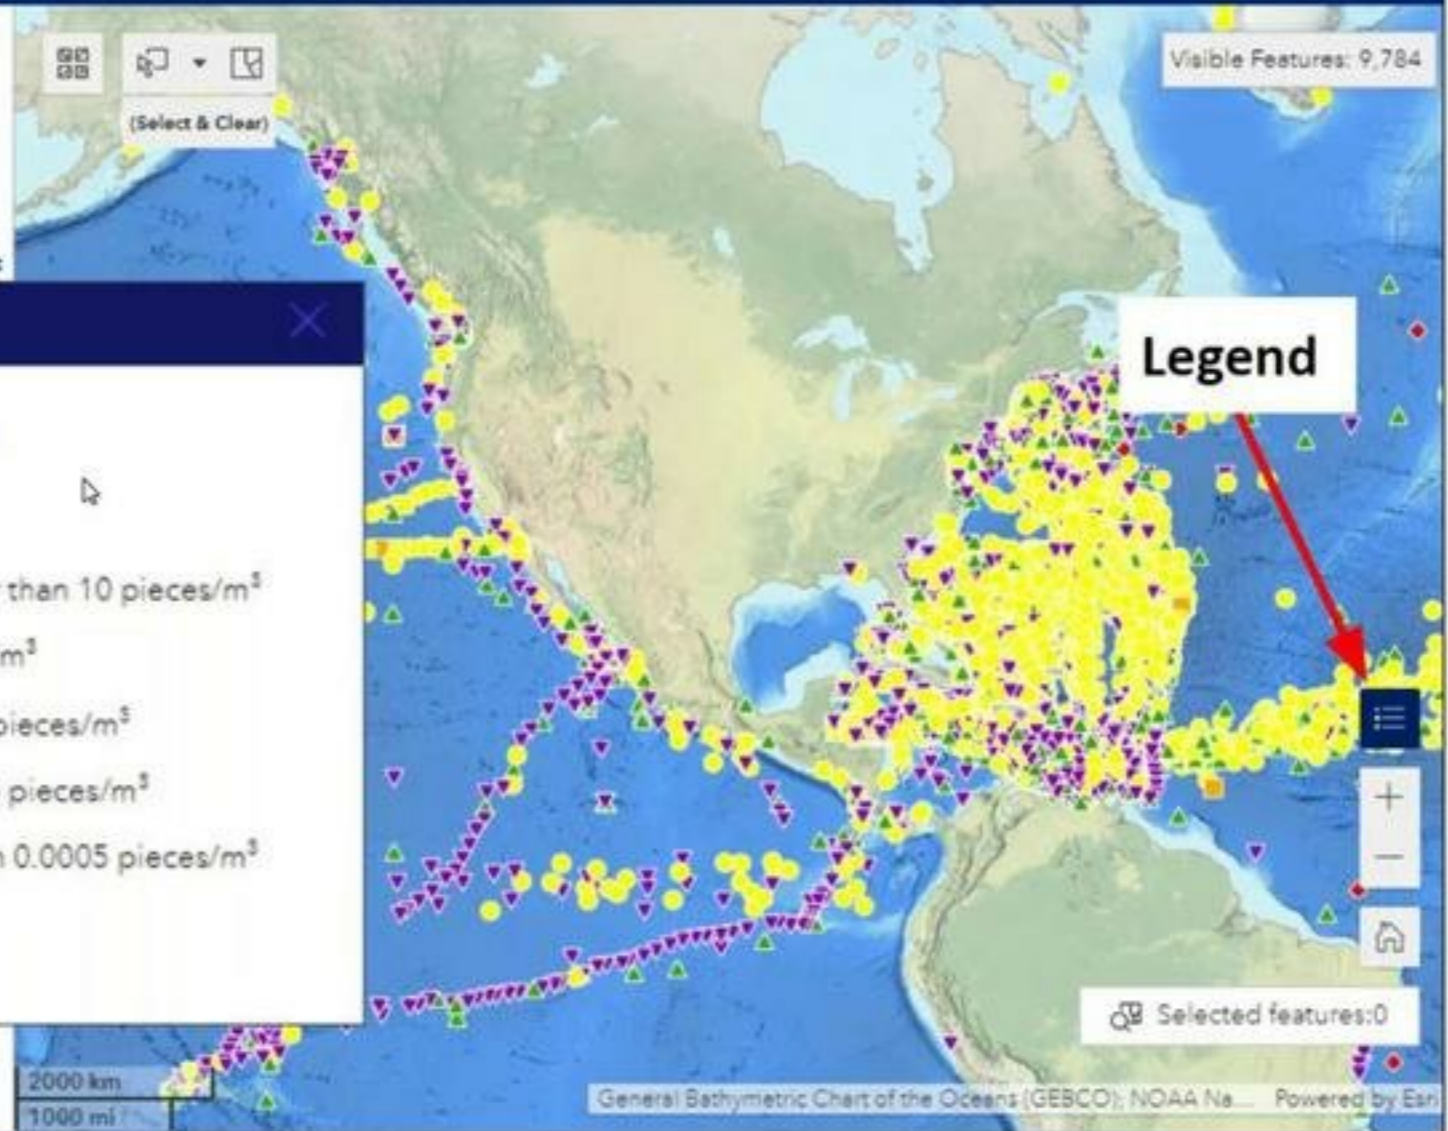 Visible Features: 9,784
(Select & Clear)
Legend
than 10 pieces/m³
m³
pieces/m³
pieces/m³
0.0005 pieces/m³
Selected features:0
2000 km
1000 mi
General Bathymetric Chart of the Oceans (GEBCO); NOAA Na... Powered by Esri